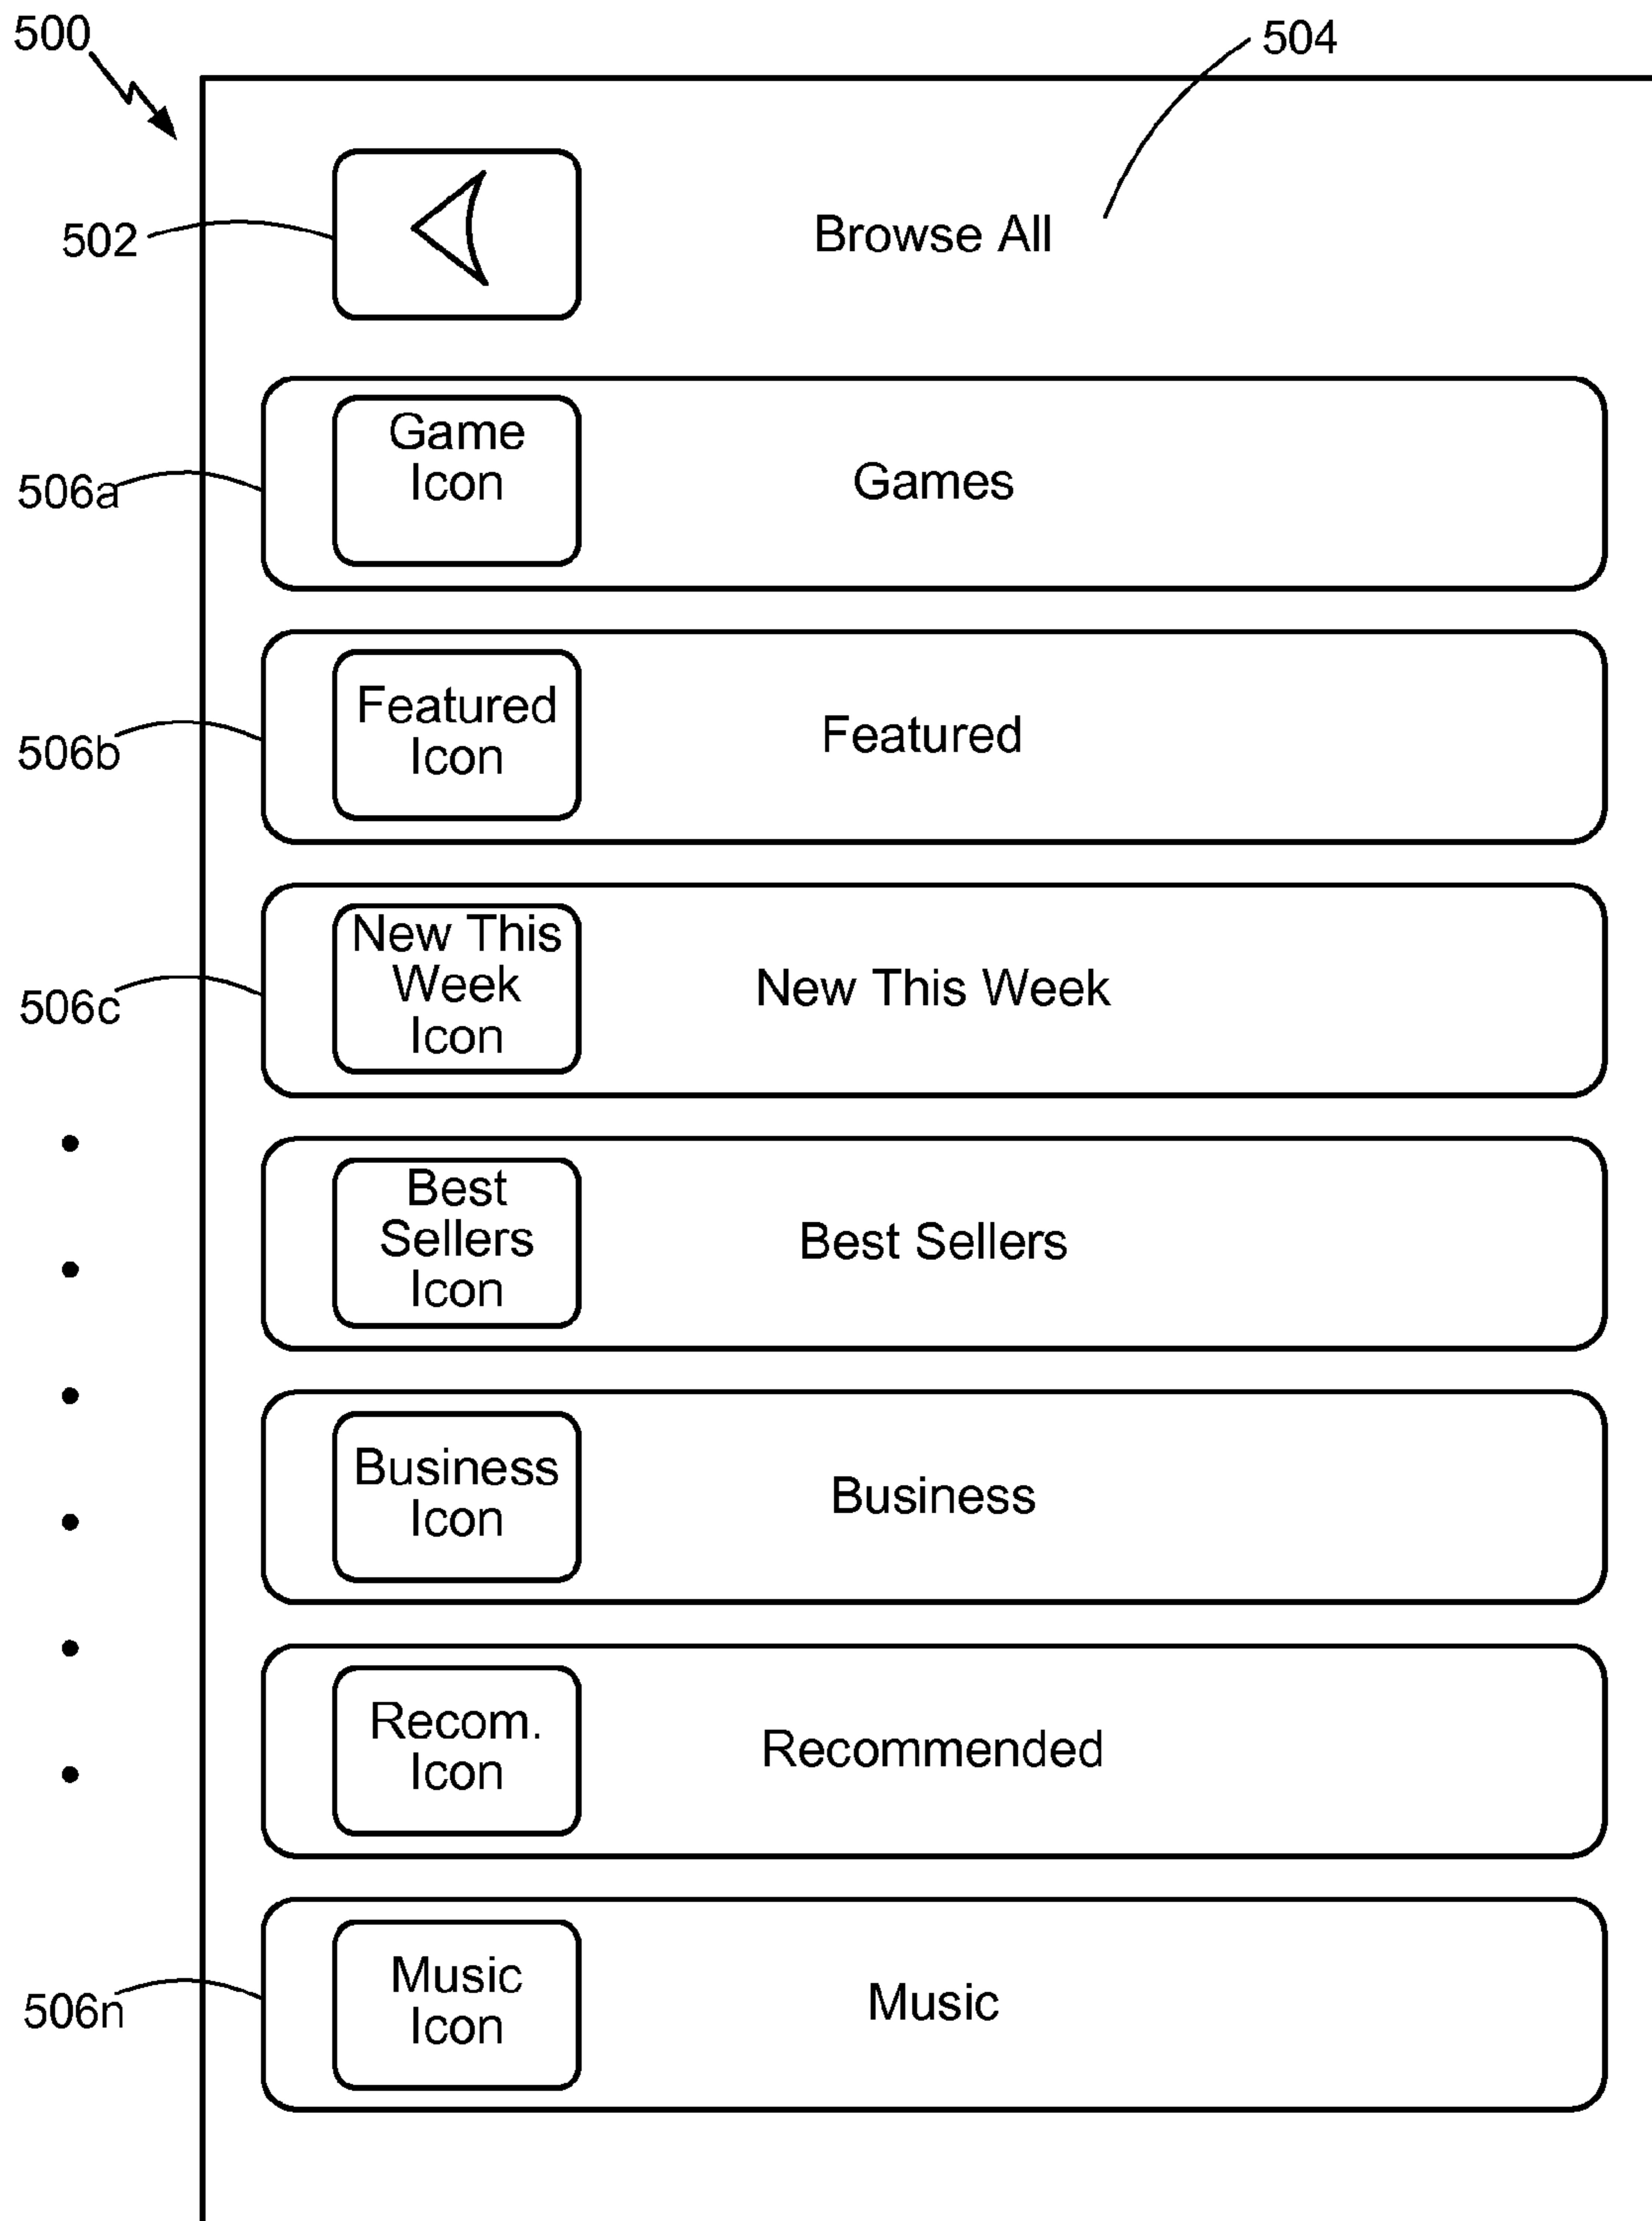 500
504
502
Browse All
506a
Game
Icon
Games
506b
Featured
Icon
Featured
506c
New This
Week
Icon
New This Week
Best
Sellers
Icon
Best Sellers
Business
Icon
Business
Recom.
Icon
Recommended
506n
Music
Icon
Music